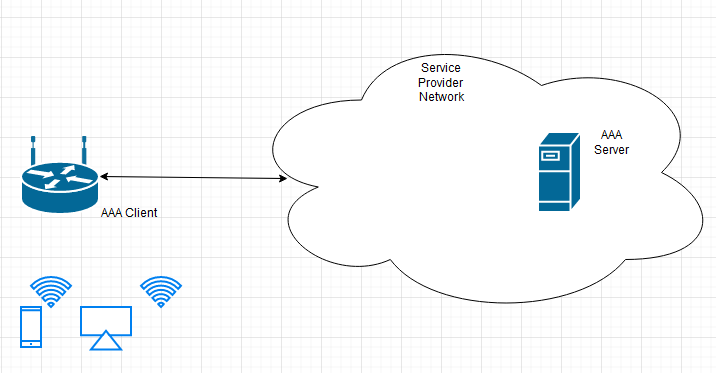 Service
Provider
Network
AAA
Server
AAA Client